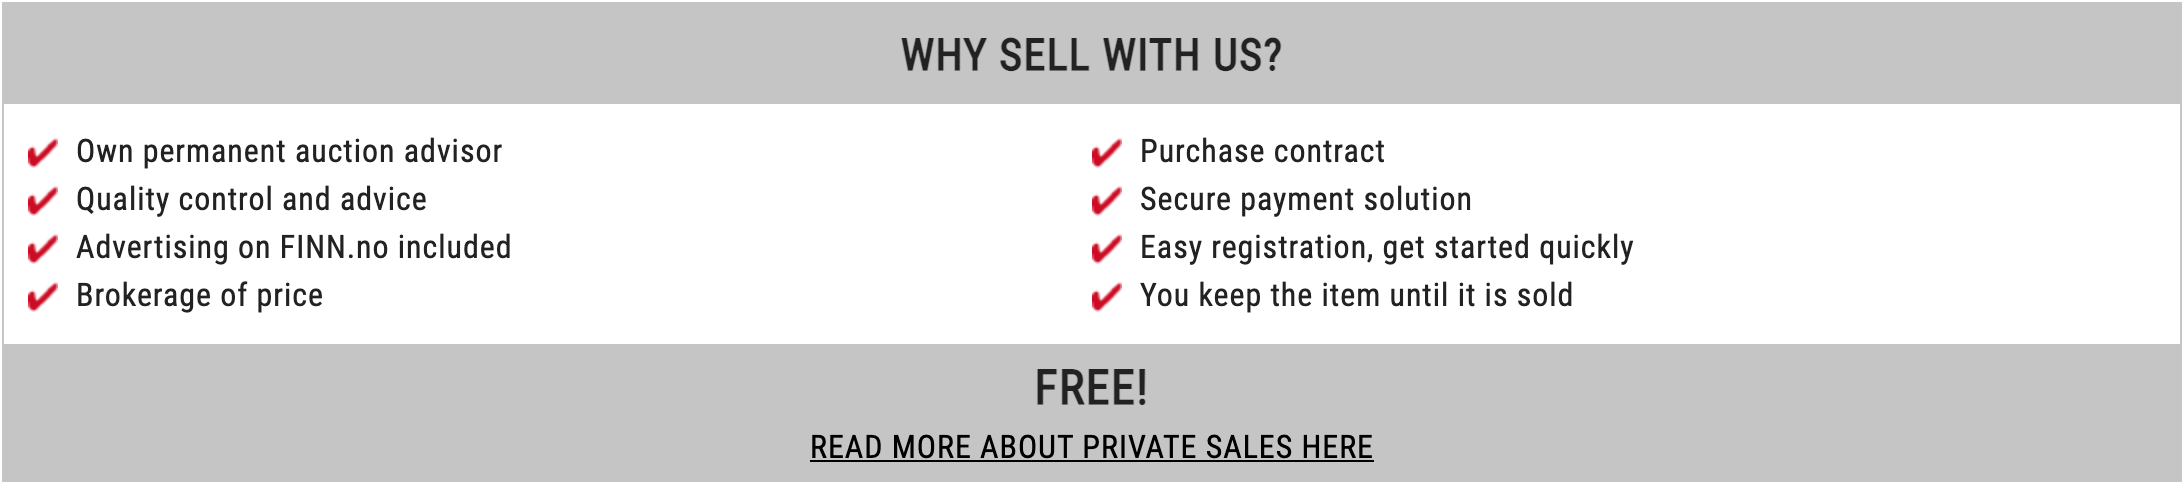 WHY SELL WITH US?
Own permanent auction advisor
Quality control and advice
Advertising on FINN.no included
Brokerage of price
Purchase contract
Secure payment solution
Easy registration, get started quickly
You keep the item until it is sold
FREE!
READ MORE ABOUT PRIVATE SALES HERE